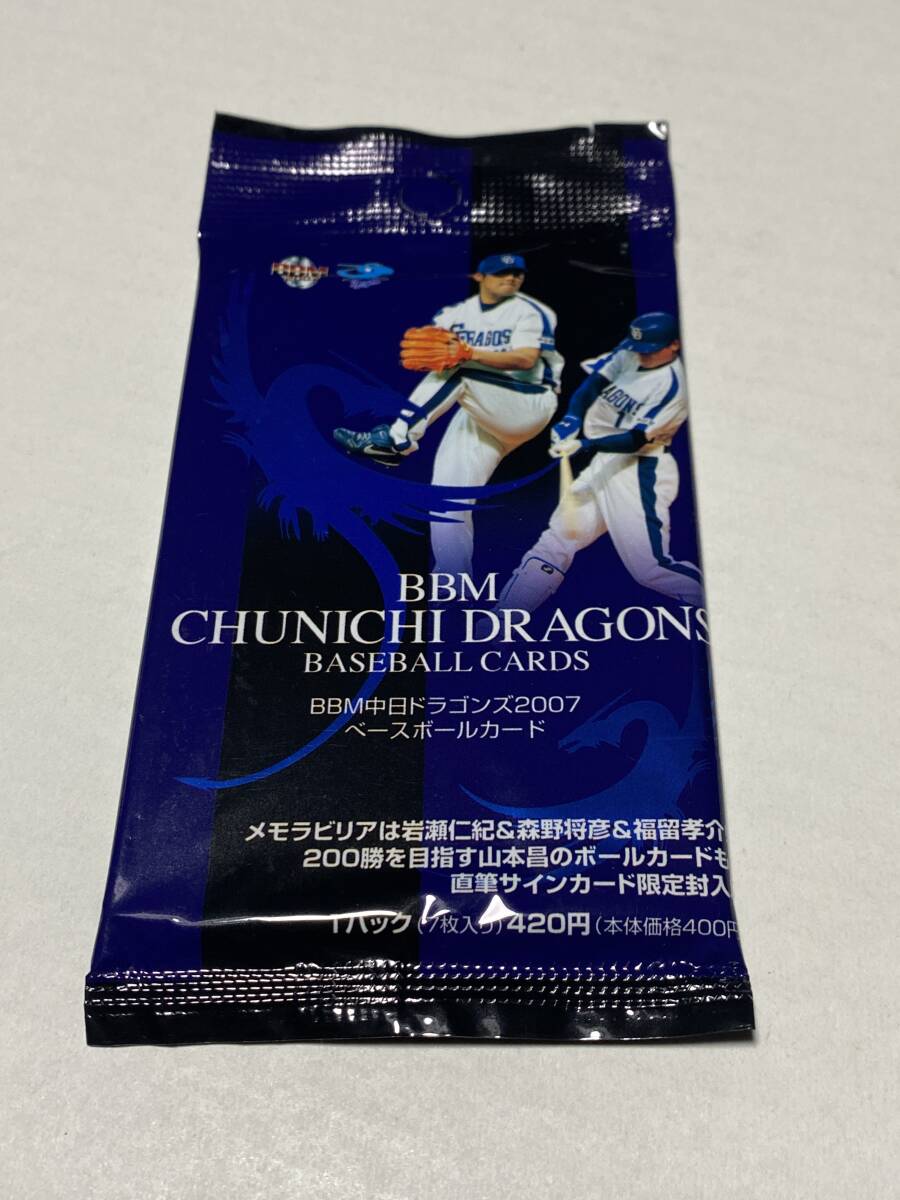 BBM
DRAGONS
DRAGONS
BBM
CHUNICHI DRAGONS
BASEBALL CARDS
BBM中日ドラゴンズ2007
ベースボールカード
メモラビリアは岩瀬仁紀&森野将彦&福留孝介
200勝を目指す山本昌のボールカードも
直筆サインカード限定封入
1パック(7枚入り)420円(本体価格400円